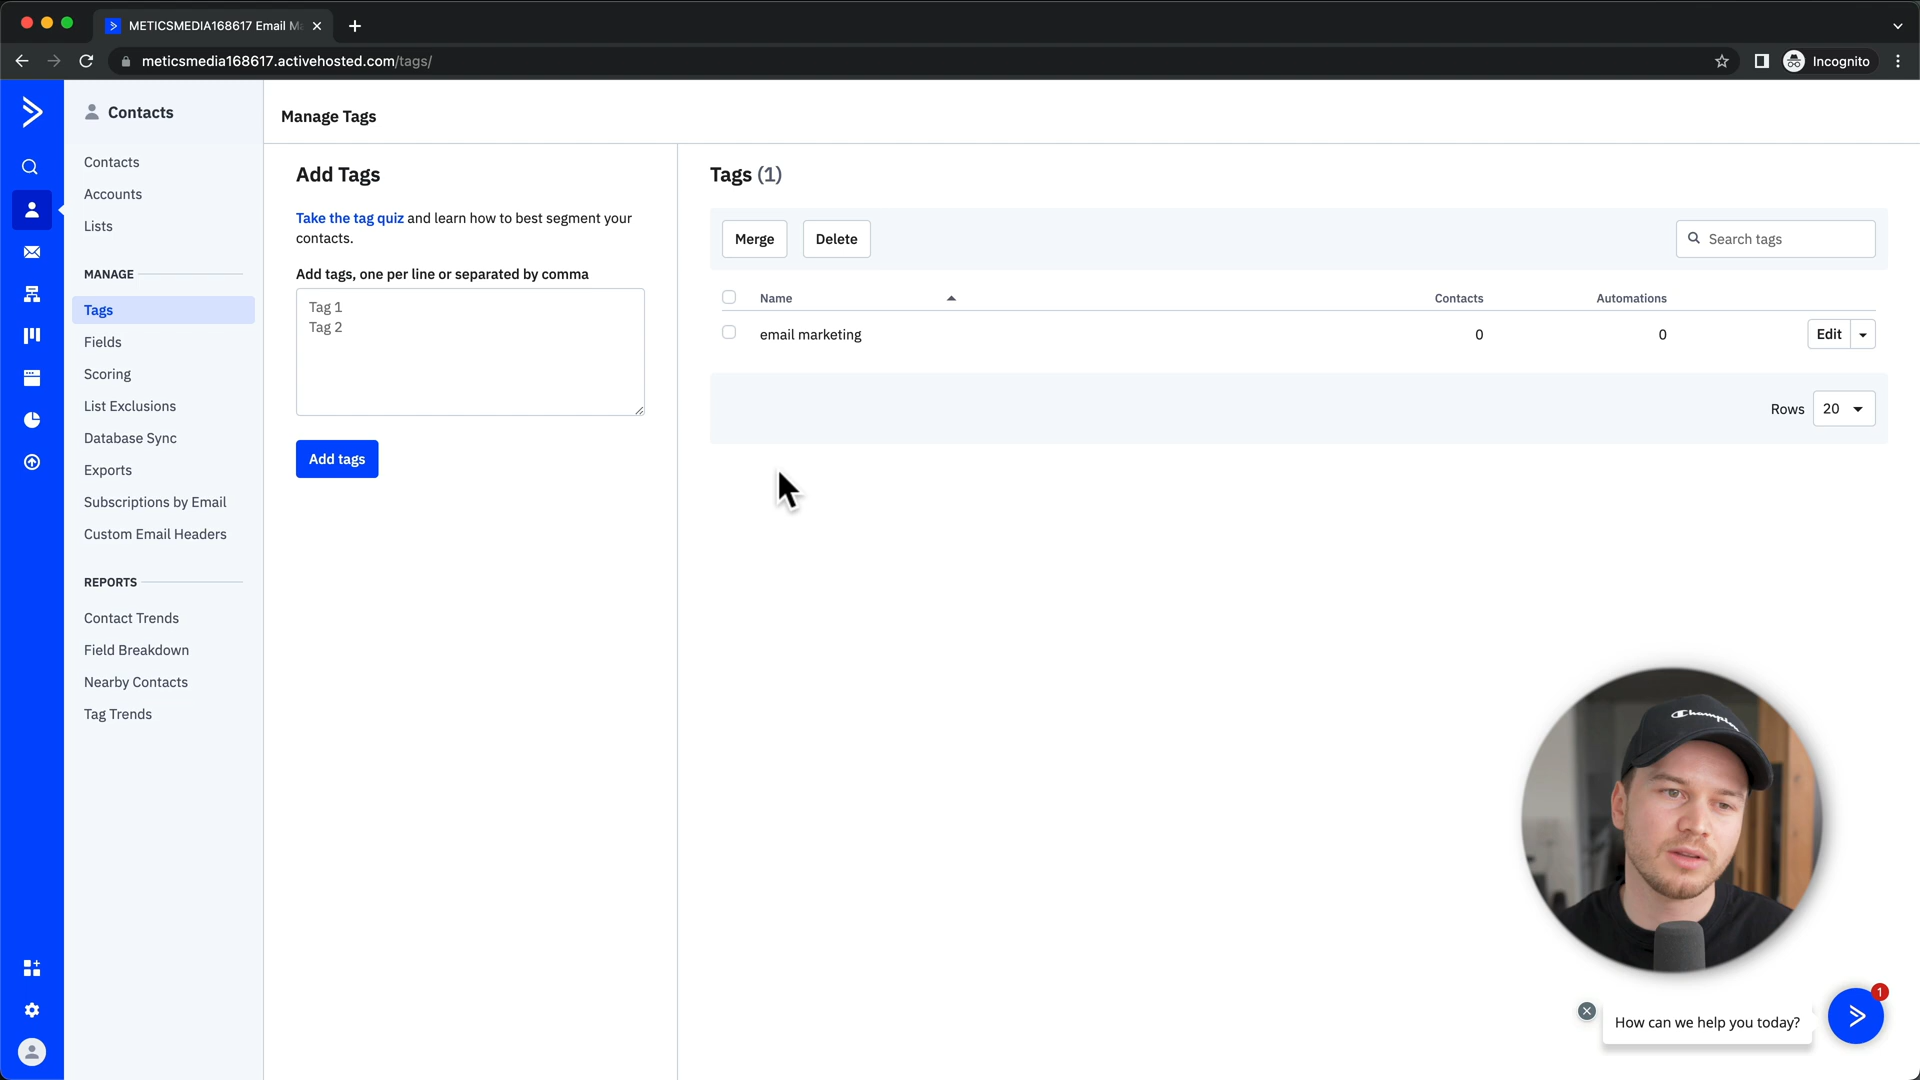 METICSMEDIA168617 Email Ma
meticsmedia168617.activehosted.com/tags/
Incognito
Contacts
Contacts
Accounts
Lists
MANAGE
Tags
Fields
Scoring
List Exclusions
Database Sync
Exports
Subscriptions by Email
Custom Email Headers
REPORTS
Contact Trends
Field Breakdown
Nearby Contacts
Tag Trends
Manage Tags
Add Tags
Take the tag quiz and learn how to best segment your
contacts.
Add tags, one per line or separated by comma
Tag 1
Tag 2
Add tags
Tags (1)
Merge
Delete
Search tags
Name
Contacts
Automations
email marketing
0
0
Edit
Rows
20
Champion
How can we help you today?
1